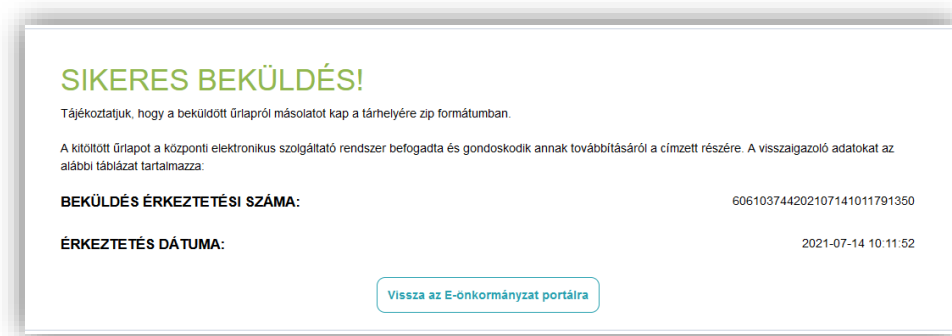 SIKERES BEKÜLDÉS!
Tájékoztatjuk, hogy a beküldött űrlapról másolatot kap a tárhelyére zip formátumban.
A kitöltött űrlapot a központi elektronikus szolgáltató rendszer befogadta és gondoskodik annak továbbításáról a címzett részére. A visszaigazoló adatokat az
alábbi táblázat tartalmazza:
BEKÜLDÉS ÉRKEZTETÉSI SZÁMA: 606103744202107141011791350
ÉRKEZTETÉS DÁTUMA: 2021-07-14 10:11:52
Vissza az E-önkormányzat portálra